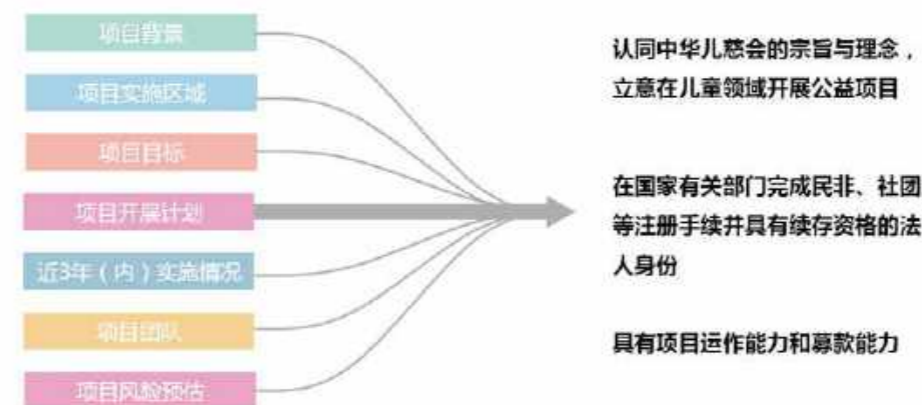 项目背景
项目实施区域
项目目标
项目开展计划
近3年（内）实施情况
项目团队
项目风险预估
认同中华儿慈会的宗旨与理念，
立意在儿童领域开展公益项目
在国家有关部门完成民非、社团
等注册手续并具有续存资格的法
人身份
具有项目运作能力和募款能力